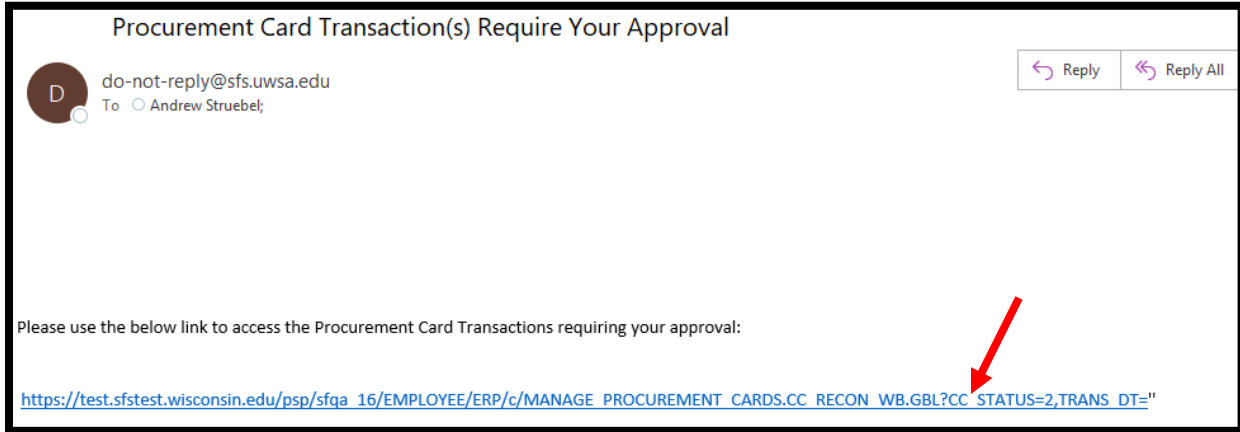 Procurement Card Transaction(s) Require Your Approval
D
do-not-reply@sfs.uwsa.edu
To Andrew Struebel;
Reply
Reply All
Please use the below link to access the Procurement Card Transactions requiring your approval:
https://test.sfstest.wisconsin.edu/psp/sfqa_16/EMPLOYEE/ERP/c/MANAGE_PROCUREMENT_CARDS.CC_RECON_WB.GBL?CC_STATUS=2,TRANS_DT="